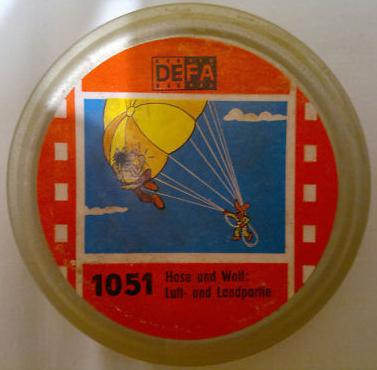 DEFA
1051 Hase und Wolf:
Luft- und Landpartie